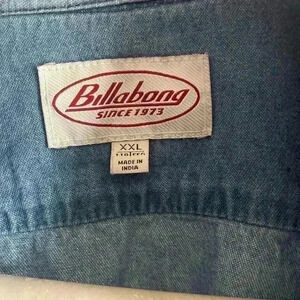 Billabong
SINCE 1973
XXL
MADE IN
INDIA